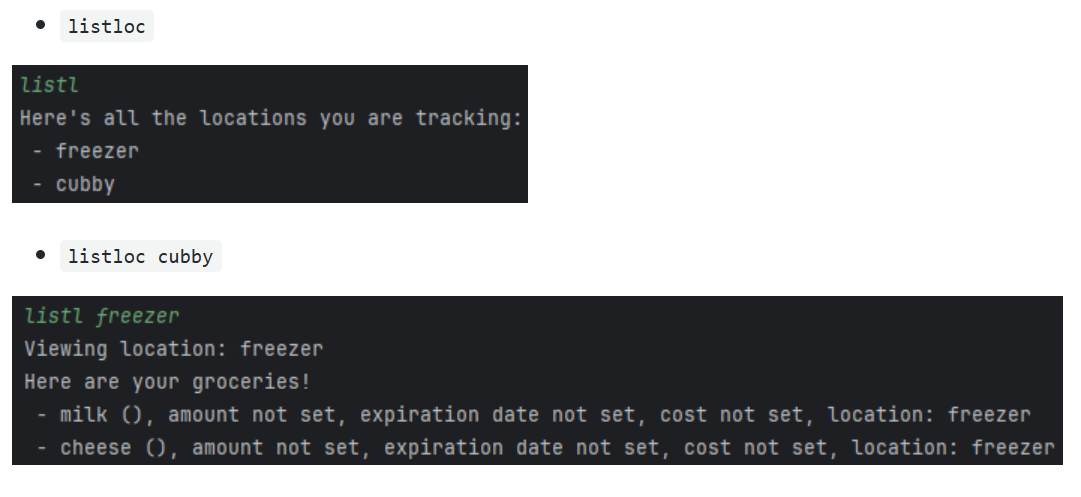 listloc
listl
Here's all the locations you are tracking:
- freezer
- cubby
listloc cubby
listl freezer
Viewing location: freezer
Here are your groceries!
- milk (), amount not set, expiration date not set, cost not set, location: freezer
- cheese (), amount not set, expiration date not set, cost not set, location: freezer